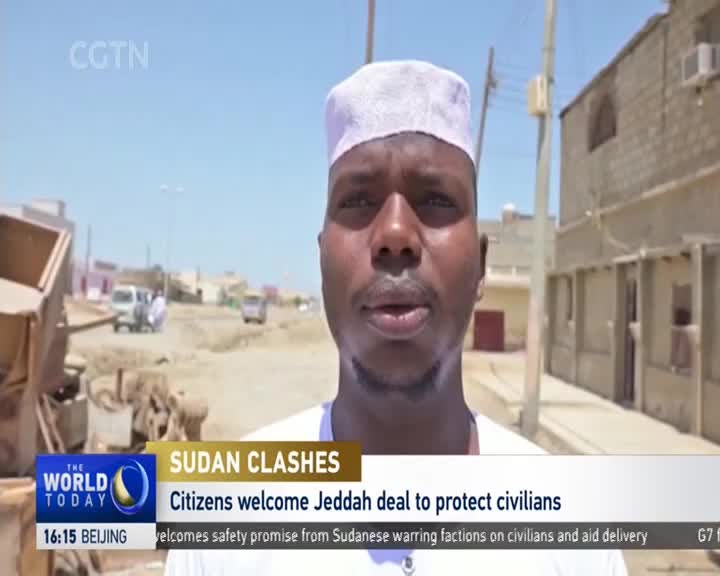 CGTN
SUDAN CLASHES
THE
WORLD
TODAY
Citizens welcome Jeddah deal to protect civilians
16:15 BEIJING
welcomes safety promise from Sudanese warring factions on civilians and aid delivery
G7